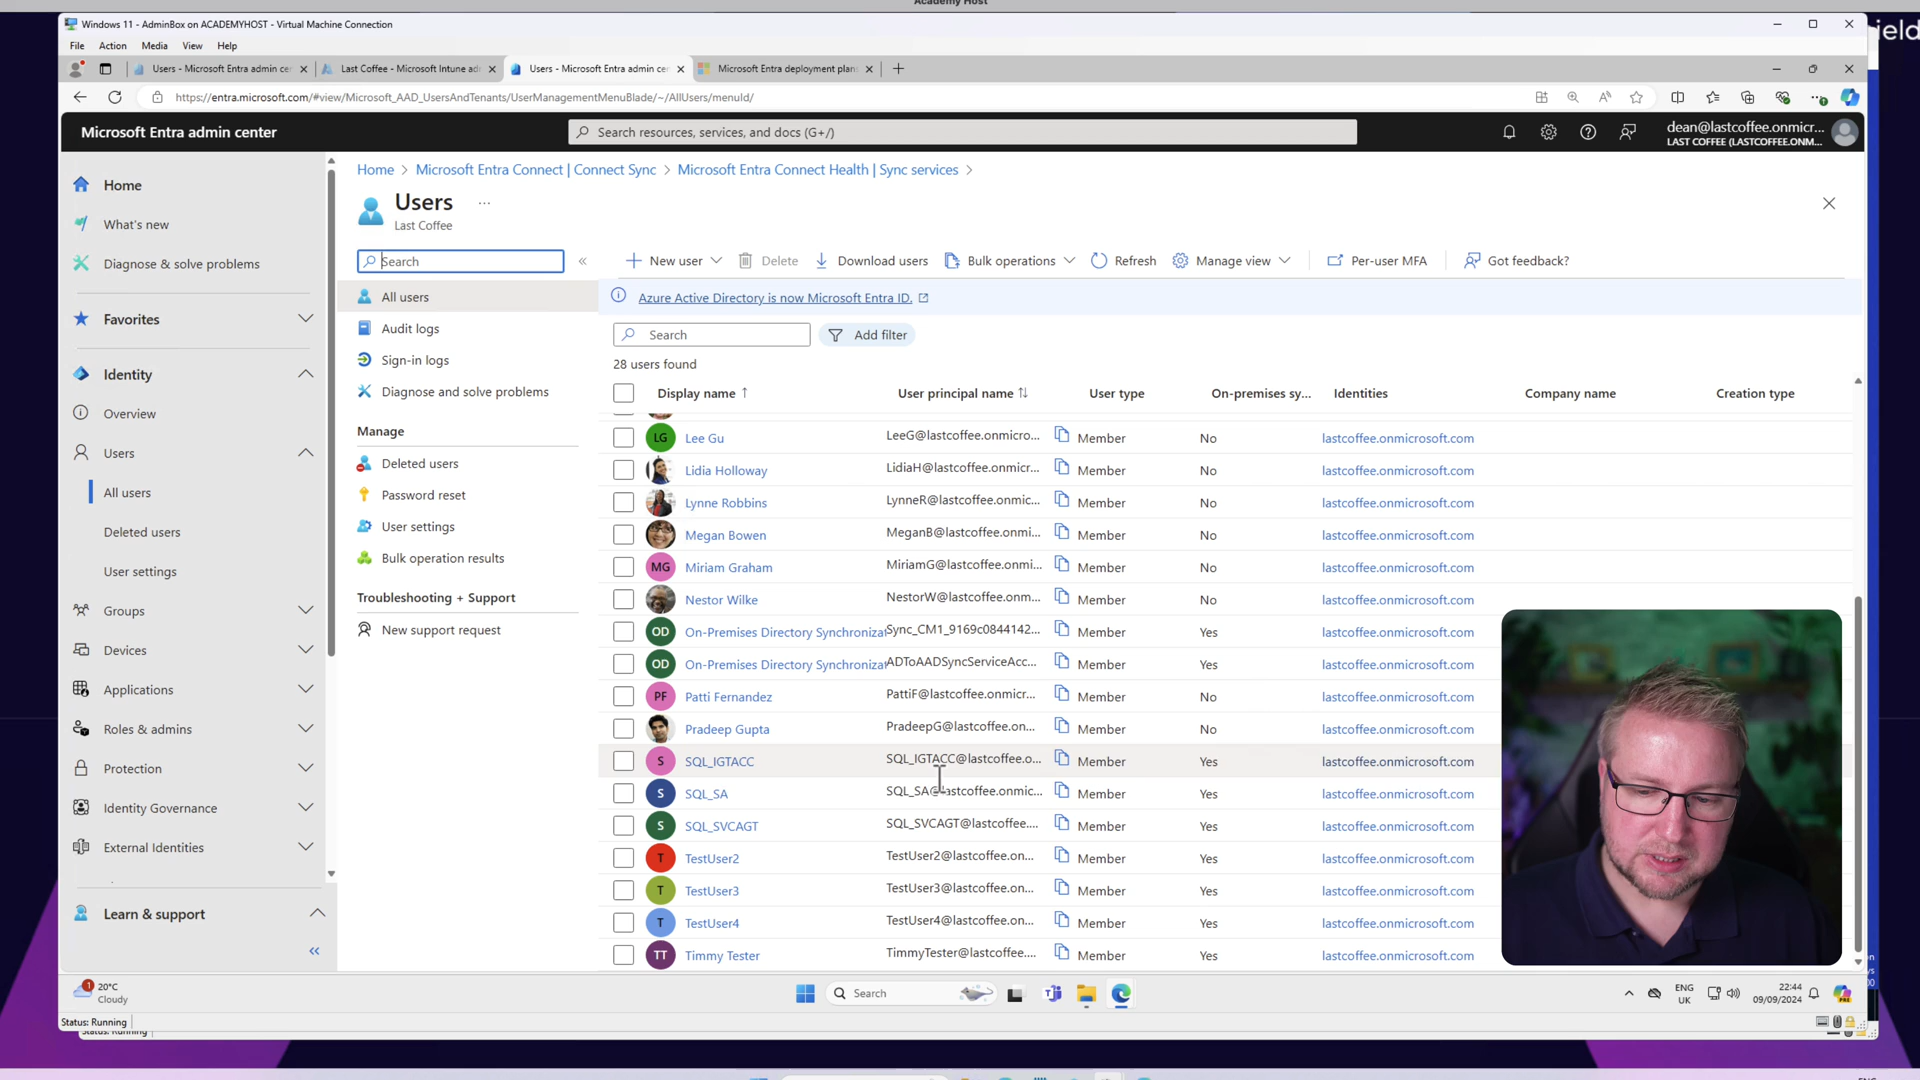 Academy Host
Windows 11 - AdminBox on ACADEMYHOST - Virtual Machine Connection
File Action Media View Help
Users - Microsoft Entra admin cen
Last Coffee - Microsoft Intune ad
Users - Microsoft Entra admin cen
Microsoft Entra deployment plan
https://entra.microsoft.com/#view/Microsoft_AAD_UsersAndTenants/UserManagementMenuBlade/~/AllUsers/menuId/
Microsoft Entra admin center
Search resources, services, and docs (G+/)
dean@lastcoffee.onmicr...
LAST COFFEE (LASTCOFFEE.ONM...
Home
What's new
Diagnose & solve problems
Favorites
Identity
Overview
Users
All users
Deleted users
User settings
Groups
Devices
Applications
Roles & admins
Protection
Identity Governance
External Identities
Learn & support
Home > Microsoft Entra Connect | Connect Sync > Microsoft Entra Connect Health | Sync services >
Users ...
Last Coffee
Search
All users
Audit logs
Sign-in logs
Diagnose and solve problems
Manage
Deleted users
Password reset
User settings
Bulk operation results
Troubleshooting + Support
New support request
New user Delete Download users Bulk operations Refresh Manage view Per-user MFA Got feedback?
Azure Active Directory is now Microsoft Entra ID.
Search Add filter
28 users found
Display name ↑ User principal name ↑↓ User type On-premises sy... Identities Company name Creation type
LG Lee Gu LeeG@lastcoffee.onmicro... Member No lastcoffee.onmicrosoft.com
Lidia Holloway LidiaH@lastcoffee.onmicr... Member No lastcoffee.onmicrosoft.com
Lynne Robbins LynneR@lastcoffee.onmic... Member No lastcoffee.onmicrosoft.com
Megan Bowen MeganB@lastcoffee.onmi... Member No lastcoffee.onmicrosoft.com
MG Miriam Graham MiriamG@lastcoffee.onmi... Member No lastcoffee.onmicrosoft.com
Nestor Wilke NestorW@lastcoffee.onm... Member No lastcoffee.onmicrosoft.com
OD On-Premises Directory Synchronizat Sync_CM1_9169c0844142... Member Yes lastcoffee.onmicrosoft.com
OD On-Premises Directory Synchronizat ADToAADSyncServiceAcc... Member Yes lastcoffee.onmicrosoft.com
PF Patti Fernandez PattiF@lastcoffee.onmicr... Member No lastcoffee.onmicrosoft.com
Pradeep Gupta PradeepG@lastcoffee.on... Member No lastcoffee.onmicrosoft.com
S SQL_IGTACC SQL_IGTACC@lastcoffee.o... Member Yes lastcoffee.onmicrosoft.com
S SQL_SA SQL_SA@lastcoffee.onmic... Member Yes lastcoffee.onmicrosoft.com
S SQL_SVCAGT SQL_SVCAGT@lastcoffee.... Member Yes lastcoffee.onmicrosoft.com
T TestUser2 TestUser2@lastcoffee.on... Member Yes lastcoffee.onmicrosoft.com
T TestUser3 TestUser3@lastcoffee.on... Member Yes lastcoffee.onmicrosoft.com
T TestUser4 TestUser4@lastcoffee.on... Member Yes lastcoffee.onmicrosoft.com
TT Timmy Tester TimmyTester@lastcoffee.... Member Yes lastcoffee.onmicrosoft.com
1 20°C
Cloudy
Search
ENG
UK
22:44
09/09/2024
Status: Running